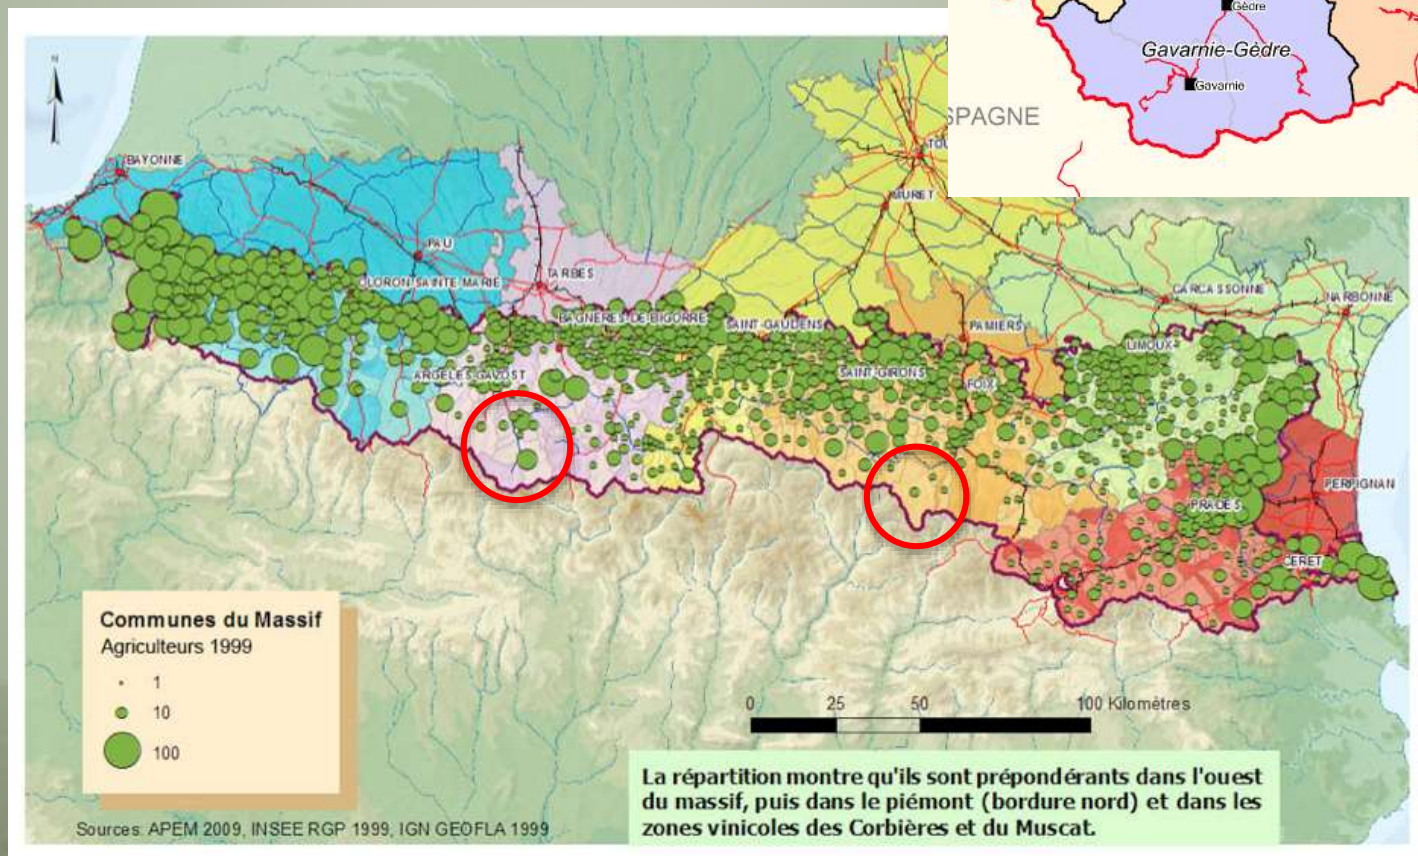 Gèdre
Gavarnie-Gèdre
Gavarnie
SPAGNE
N
BAYONNE
TOU
MURET
PAU
OLORON-SAINTE-MARIE
TARBES
CARCASSONNE
NARBONNE
BAGNERES-DE-BIGORRE
SAINT-GAUDENS
PAMIERS
LIMOUX
ARGELES-GAVOST
SAINT-GIRONS
FOIX
PERPIGNAN
PRADES
CERET
Communes du Massif
Agriculteurs 1999
1
10
100
0 25 50 100 Kilomètres
La répartition montre qu'ils sont prépondérants dans l'ouest
du massif, puis dans le piémont (bordure nord) et dans les
zones vinicoles des Corbières et du Muscat.
Sources: APEM 2009, INSEE RGP 1999, IGN GEOFLA 1999